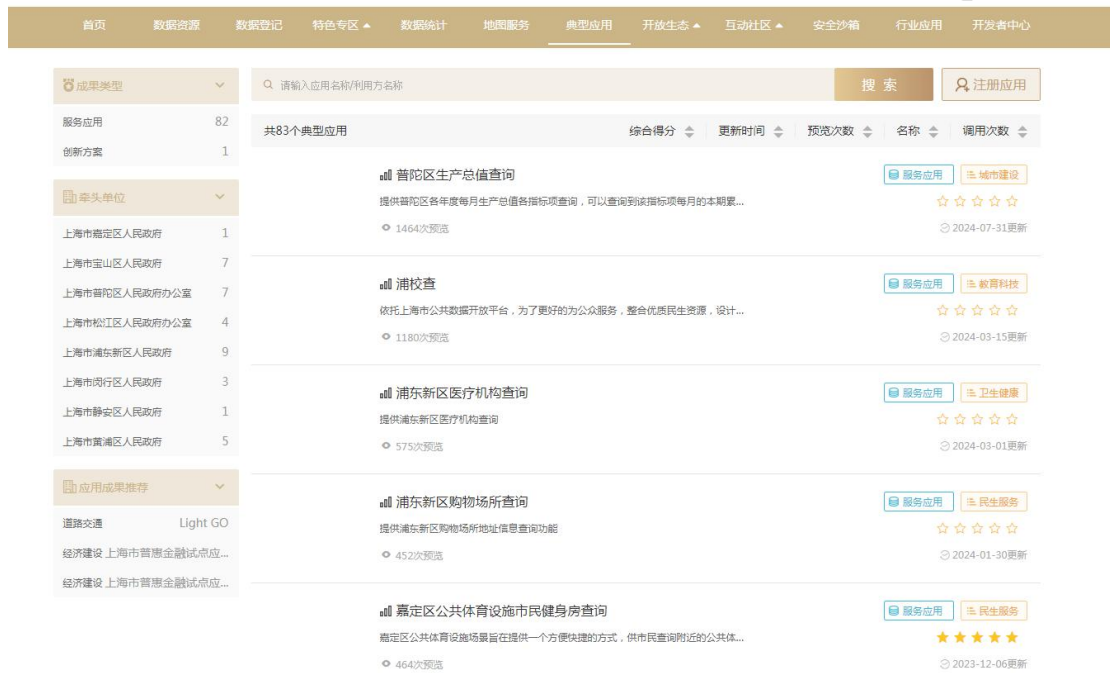 首页 数据资源 数据登记 特色专区 数据统计 地图服务 典型应用 开放生态 互动社区 安全沙箱 行业应用 开发者中心
成果类型
服务应用 82
创新方案 1
牵头单位
上海市嘉定区人民政府 1
上海市宝山区人民政府 7
上海市普陀区人民政府办公室 7
上海市松江区人民政府办公室 4
上海市浦东新区人民政府 9
上海市闵行区人民政府 3
上海市静安区人民政府 1
上海市黄浦区人民政府 5
应用成果推荐
道路交通 Light GO
经济建设 上海市普惠金融试点应...
经济建设 上海市普惠金融试点应...
请输入应用名称/利用方名称 搜索 注册应用
共83个典型应用 综合得分 更新时间 预览次数 名称 调用次数
普陀区生产总值查询 服务应用 城市建设
提供普陀区各年度每月生产总值各指标项查询，可以查询到该指标项每月的本期累...
1464次预览 2024-07-31更新
浦校查 服务应用 教育科技
依托上海市公共数据开放平台，为了更好的为公众服务，整合优质民生资源，设计...
1180次预览 2024-03-15更新
浦东新区医疗机构查询 服务应用 卫生健康
提供浦东新区医疗机构查询
575次预览 2024-03-01更新
浦东新区购物场所查询 服务应用 民生服务
提供浦东新区购物场所地址信息查询功能
452次预览 2024-01-30更新
嘉定区公共体育设施市民健身房查询 服务应用 民生服务
嘉定区公共体育设施场景旨在提供一个方便快捷的方式，供市民查询附近的公共体...
464次预览 2023-12-06更新